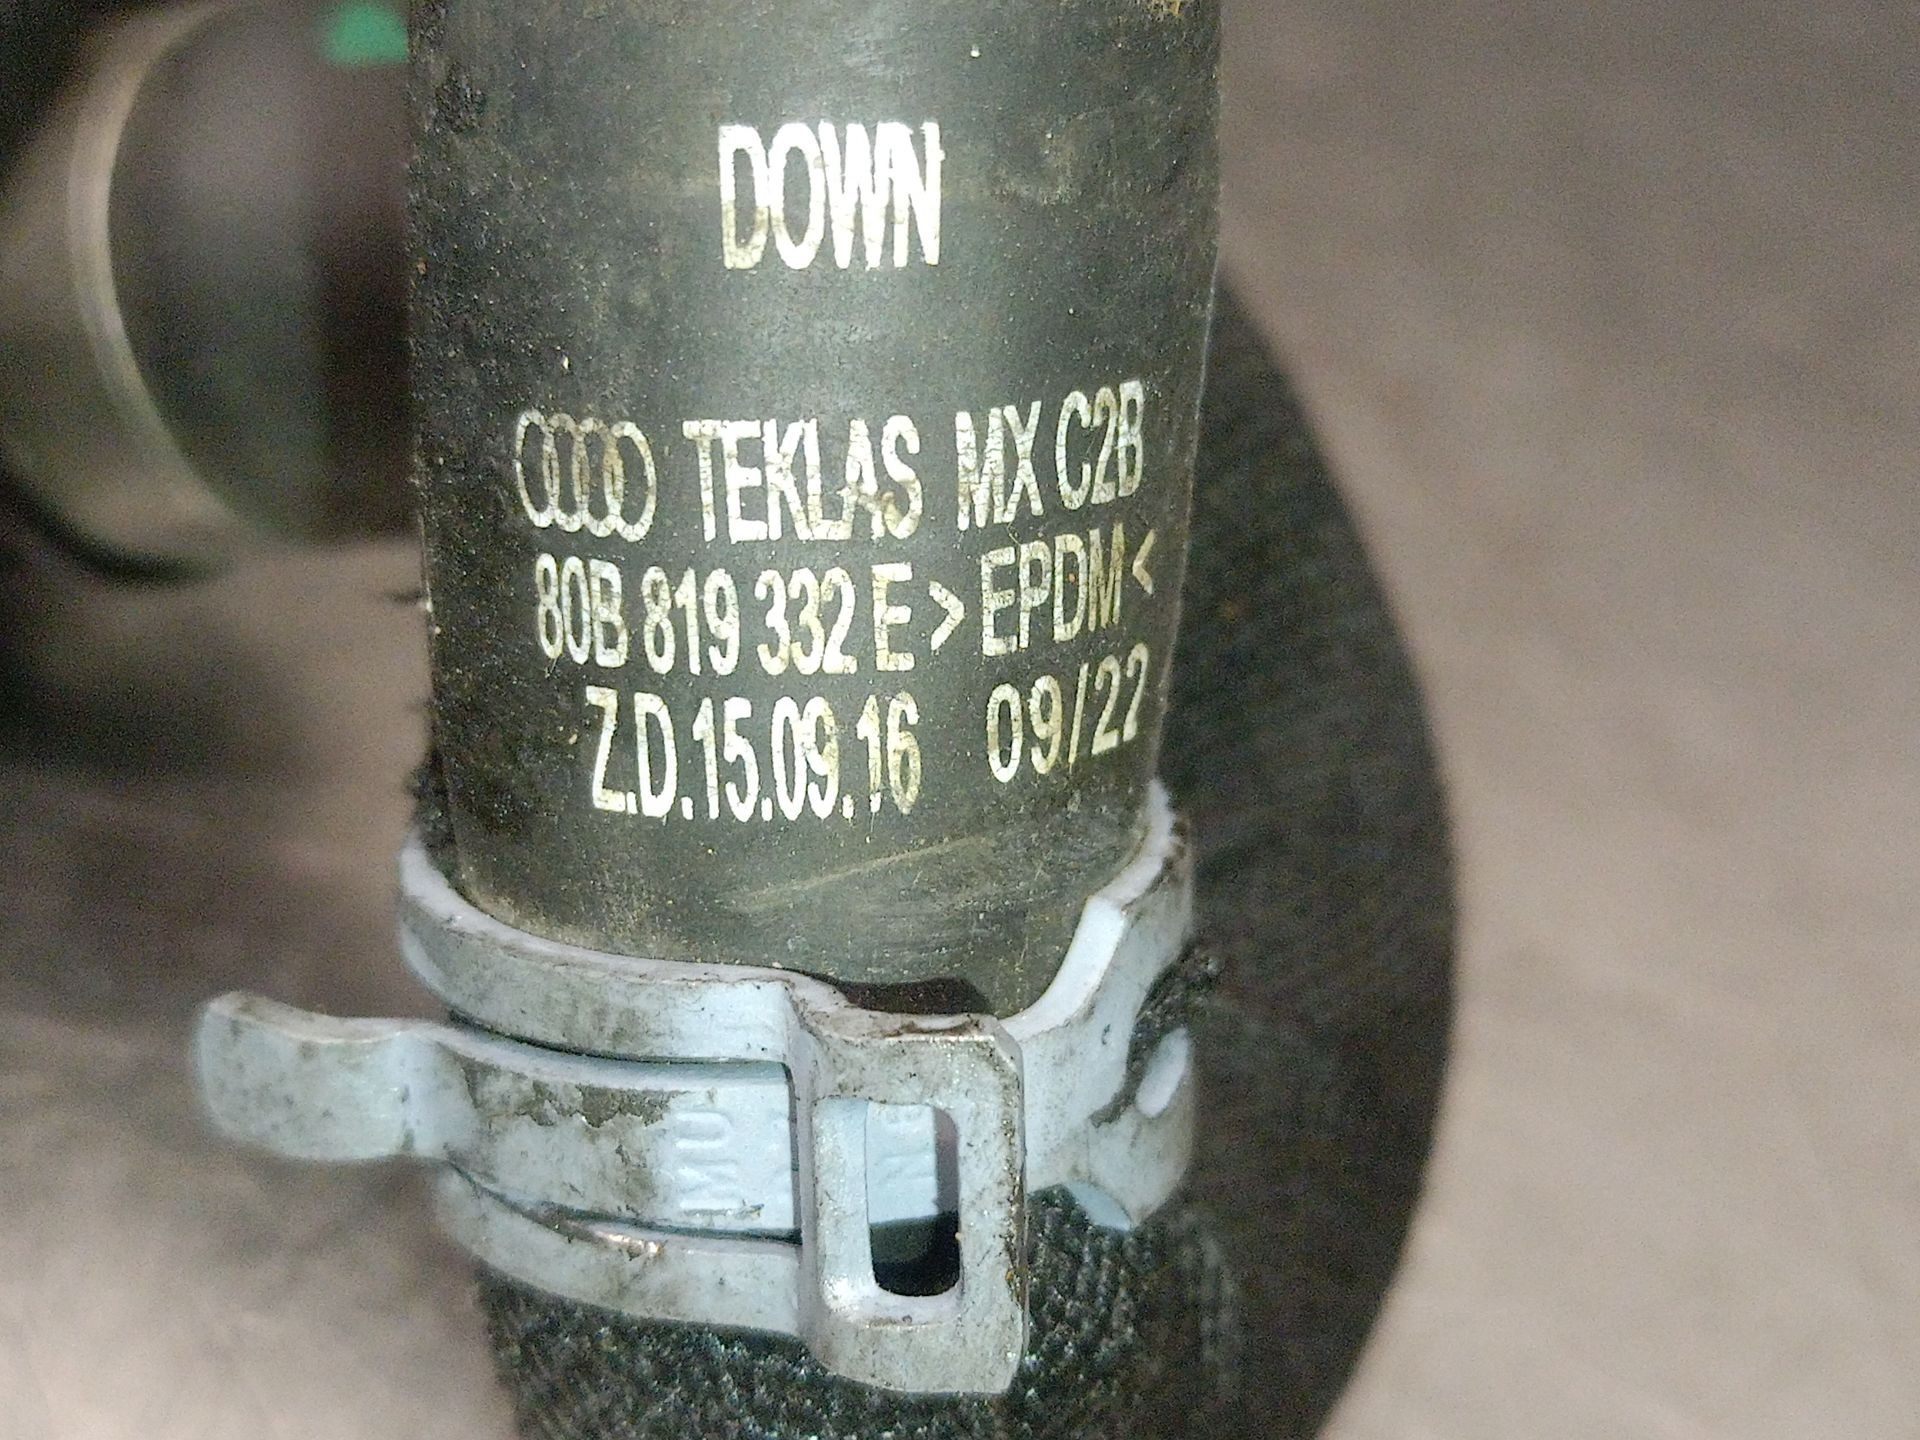 DOWN
TEKLAS MX C2B
80B 819 332 E >EPDM<
Z.D.15.09.16 09/22